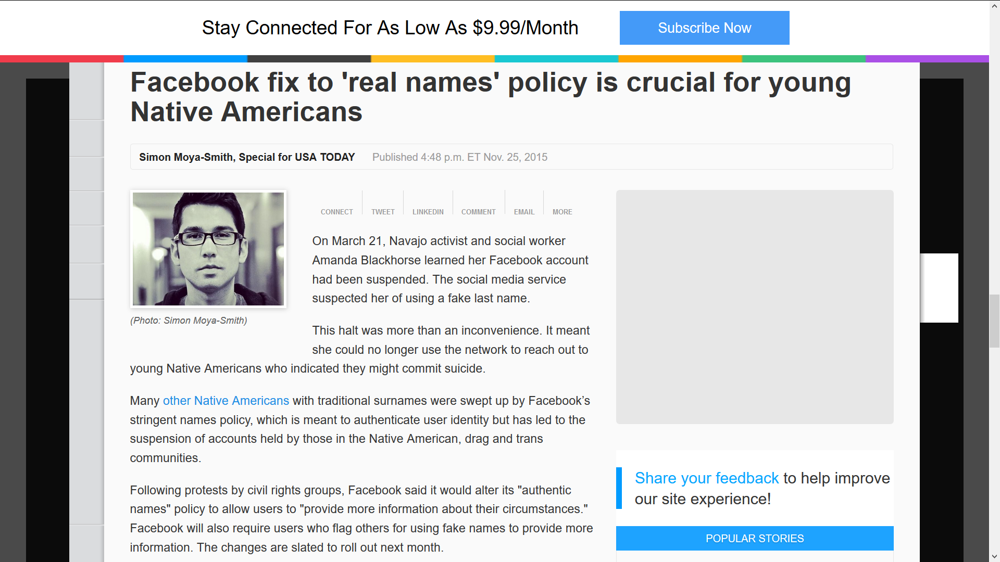 Stay Connected For As Low As $9.99/Month
Subscribe Now
Facebook fix to 'real names' policy is crucial for young
Native Americans
Simon Moya-Smith, Special for USA TODAY Published 4:48 p.m. ET Nov. 25, 2015
(Photo: Simon Moya-Smith)
CONNECT TWEET LINKEDIN COMMENT EMAIL MORE
On March 21, Navajo activist and social worker
Amanda Blackhorse learned her Facebook account
had been suspended. The social media service
suspected her of using a fake last name.
This halt was more than an inconvenience. It meant
she could no longer use the network to reach out to
young Native Americans who indicated they might commit suicide.
Many other Native Americans with traditional surnames were swept up by Facebook’s
stringent names policy, which is meant to authenticate user identity but has led to the
suspension of accounts held by those in the Native American, drag and trans
communities.
Following protests by civil rights groups, Facebook said it would alter its "authentic
names" policy to allow users to "provide more information about their circumstances."
Facebook will also require users who flag others for using fake names to provide more
information. The changes are slated to roll out next month.
Share your feedback to help improve
our site experience!
POPULAR STORIES